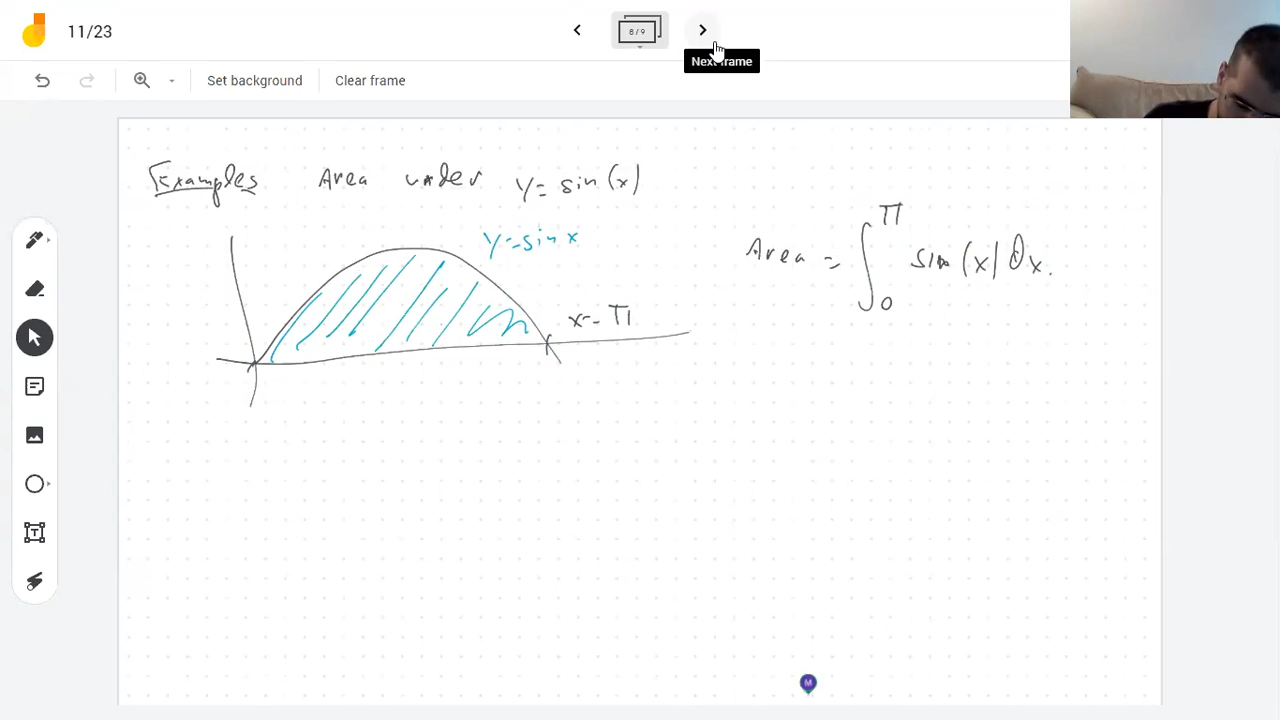 11/23
8/9
Next frame
Set background
Clear frame
Examples Area under y = sin(x)
y = sin x
x = π
Area = ∫₀^π sin(x) dx.
T
M